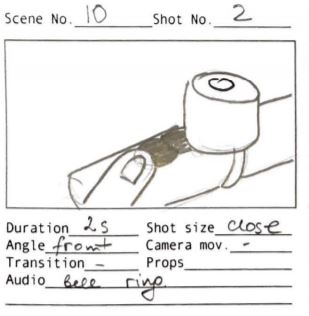 Scene No. 10 Shot No. 2
Duration 2s Shot size close
Angle front Camera mov. -
Transition - Props
Audio bell ring